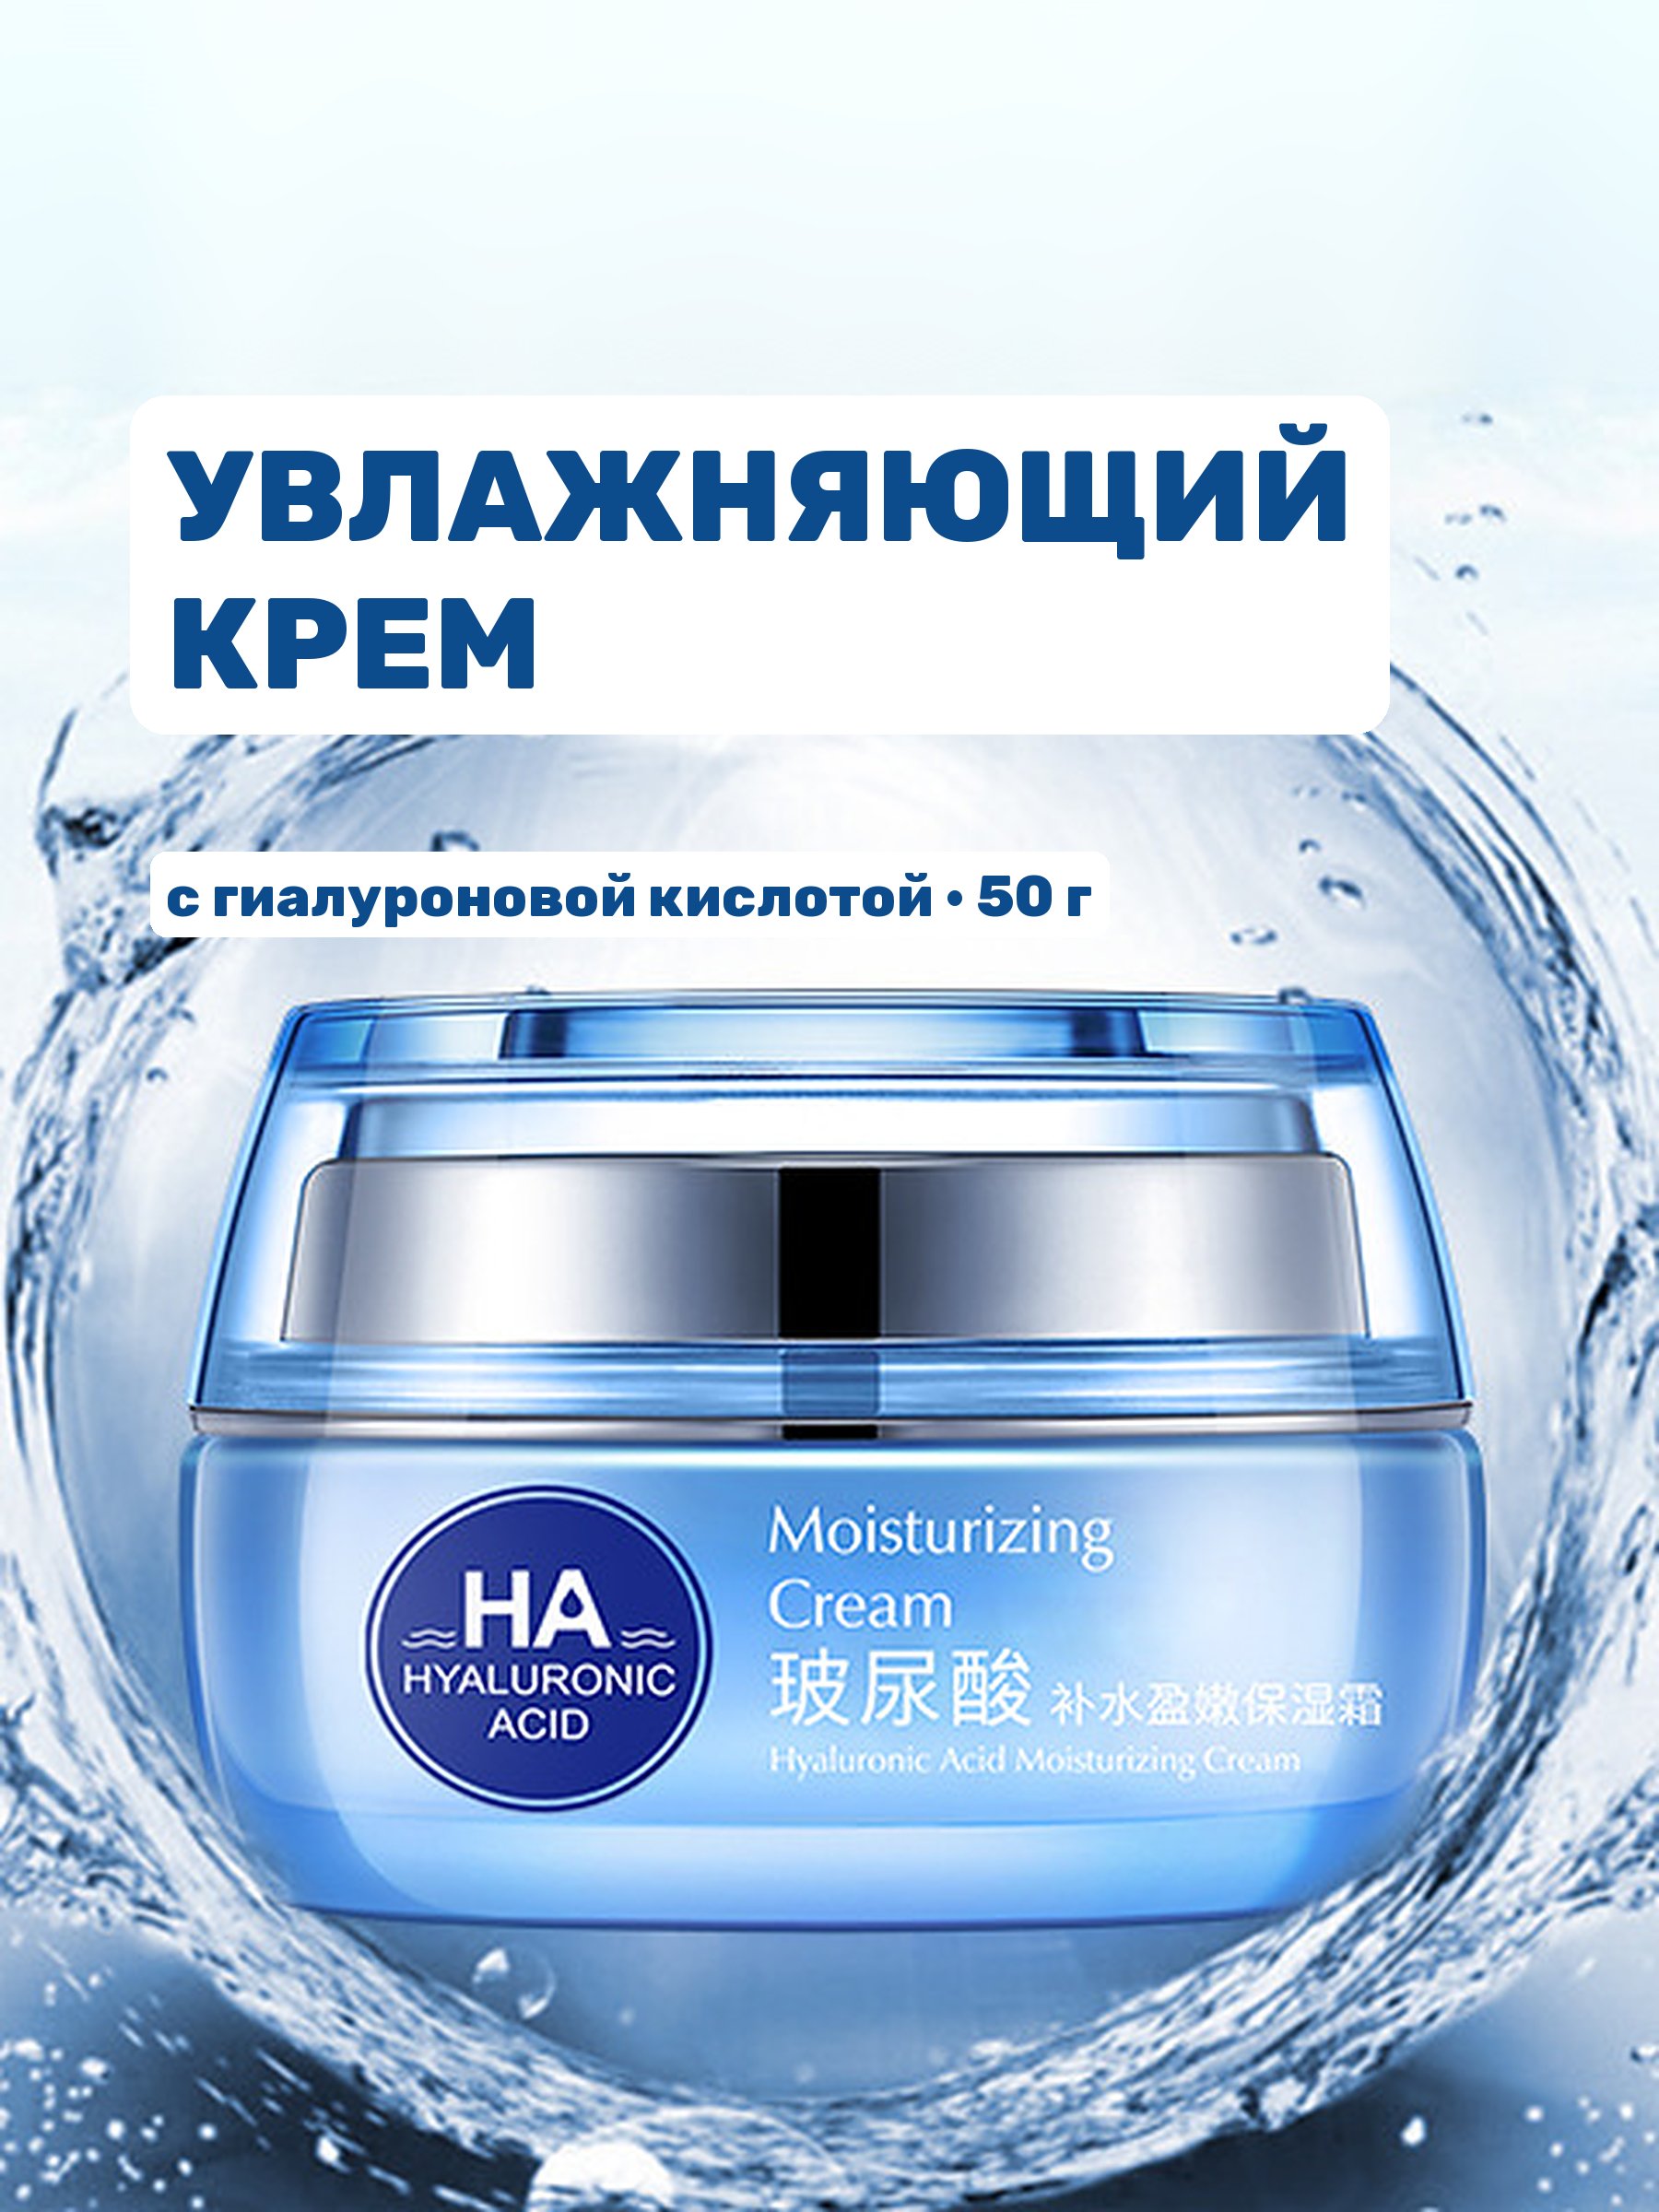 УВЛАЖНЯЮЩИЙ
КРЕМ
с гиалуроновой кислотой • 50 г
HA
HYALURONIC
ACID
Moisturizing
Cream
玻尿酸 补水盈嫩保湿霜
Hyaluronic Acid Moisturizing Cream